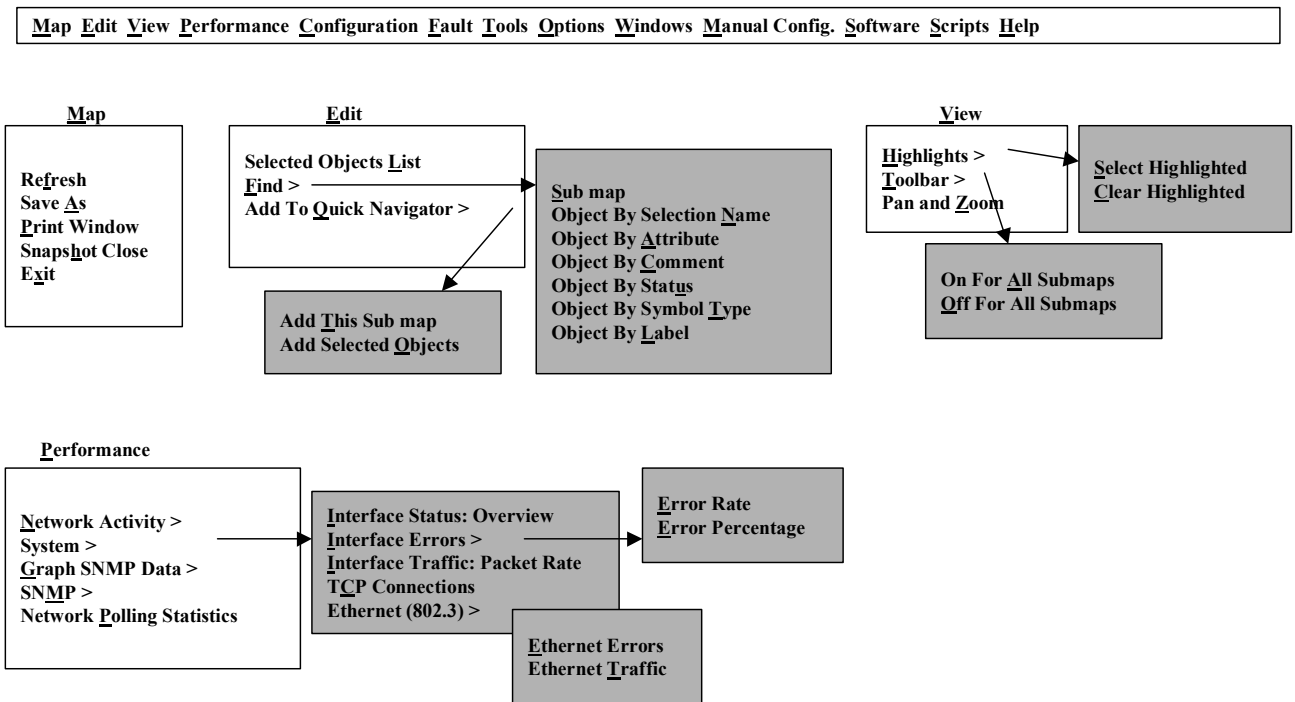 Map Edit View Performance Configuration Fault Tools Options Windows Manual Config. Software Scripts Help
Map
Refresh
Save As
Print Window
Snapshot Close
Exit
Edit
Selected Objects List
Find >
Add To Quick Navigator >
Sub map
Object By Selection Name
Object By Attribute
Object By Comment
Object By Status
Object By Symbol Type
Object By Label
Add This Sub map
Add Selected Objects
View
Highlights >
Toolbar >
Pan and Zoom
Select Highlighted
Clear Highlighted
On For All Submaps
Off For All Submaps
Performance
Network Activity >
System >
Graph SNMP Data >
SNMP >
Network Polling Statistics
Interface Status: Overview
Interface Errors >
Interface Traffic: Packet Rate
TCP Connections
Ethernet (802.3) >
Error Rate
Error Percentage
Ethernet Errors
Ethernet Traffic